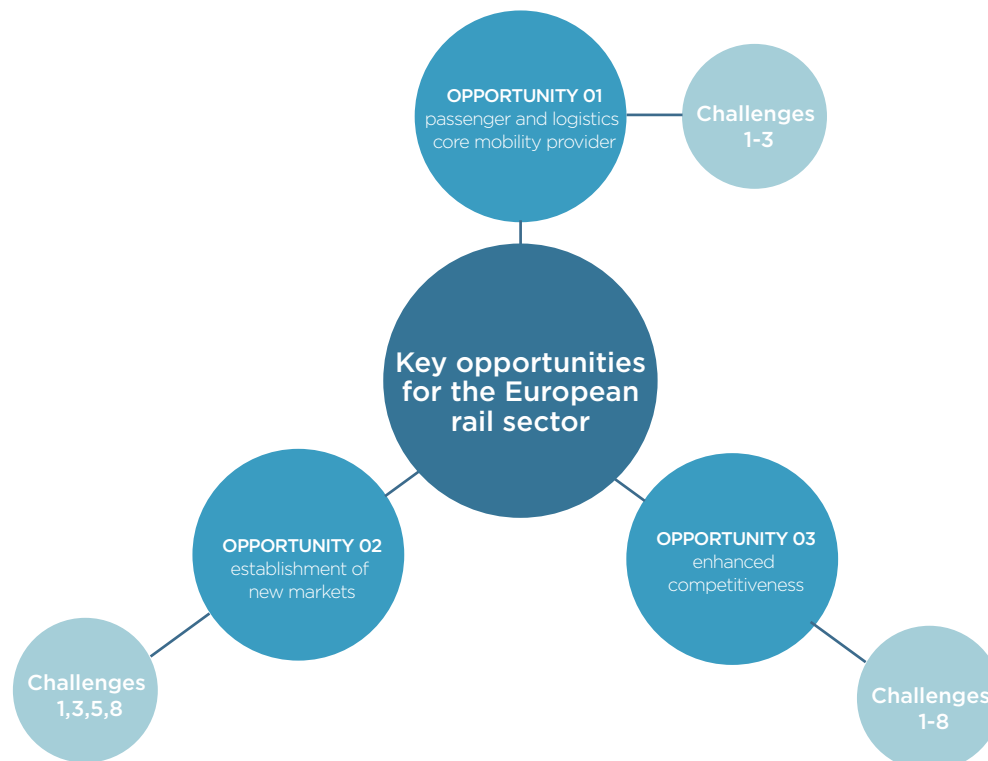 OPPORTUNITY 01
passenger and logistics
core mobility provider
Challenges
1-3
Key opportunities
for the European
rail sector
OPPORTUNITY 02
establishment of
new markets
OPPORTUNITY 03
enhanced
competitiveness
Challenges
1,3,5,8
Challenges
1-8